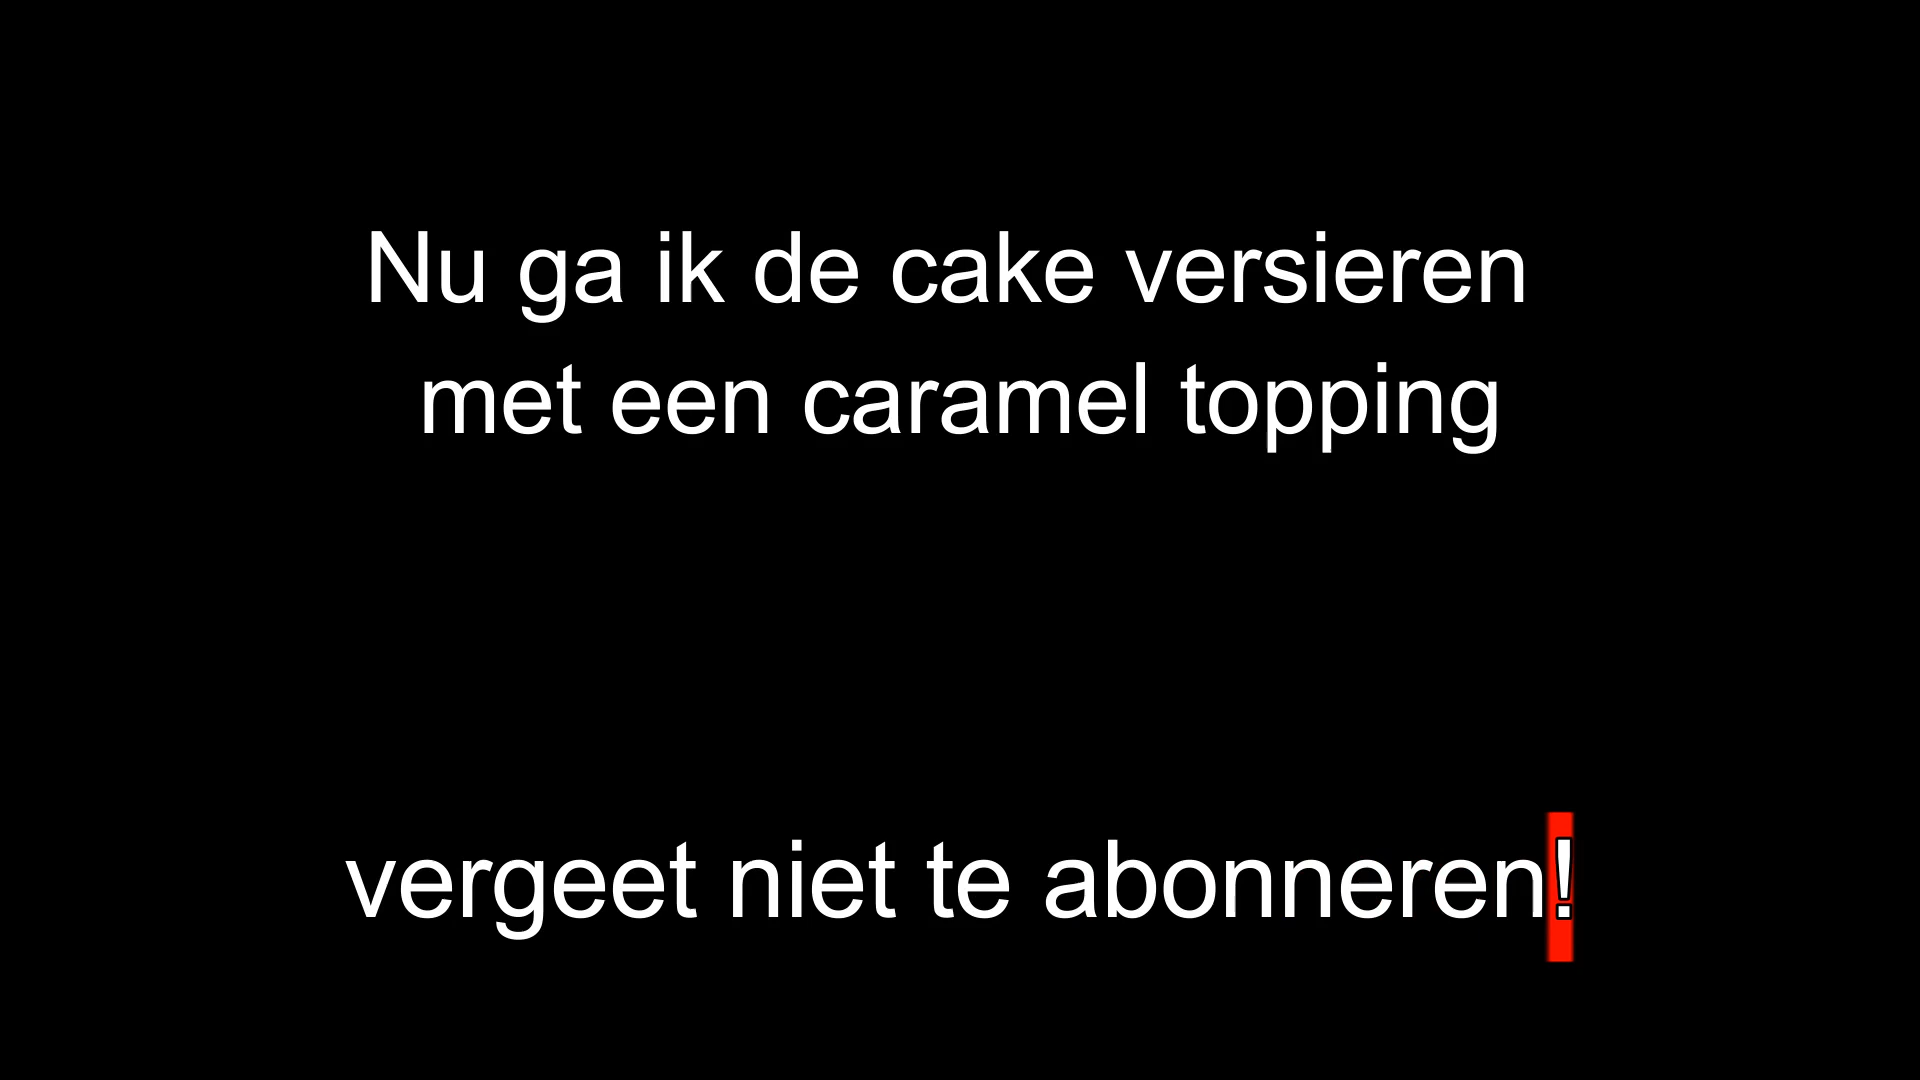 Nu ga ik de cake versieren
met een caramel topping
vergeet niet te abonneren!